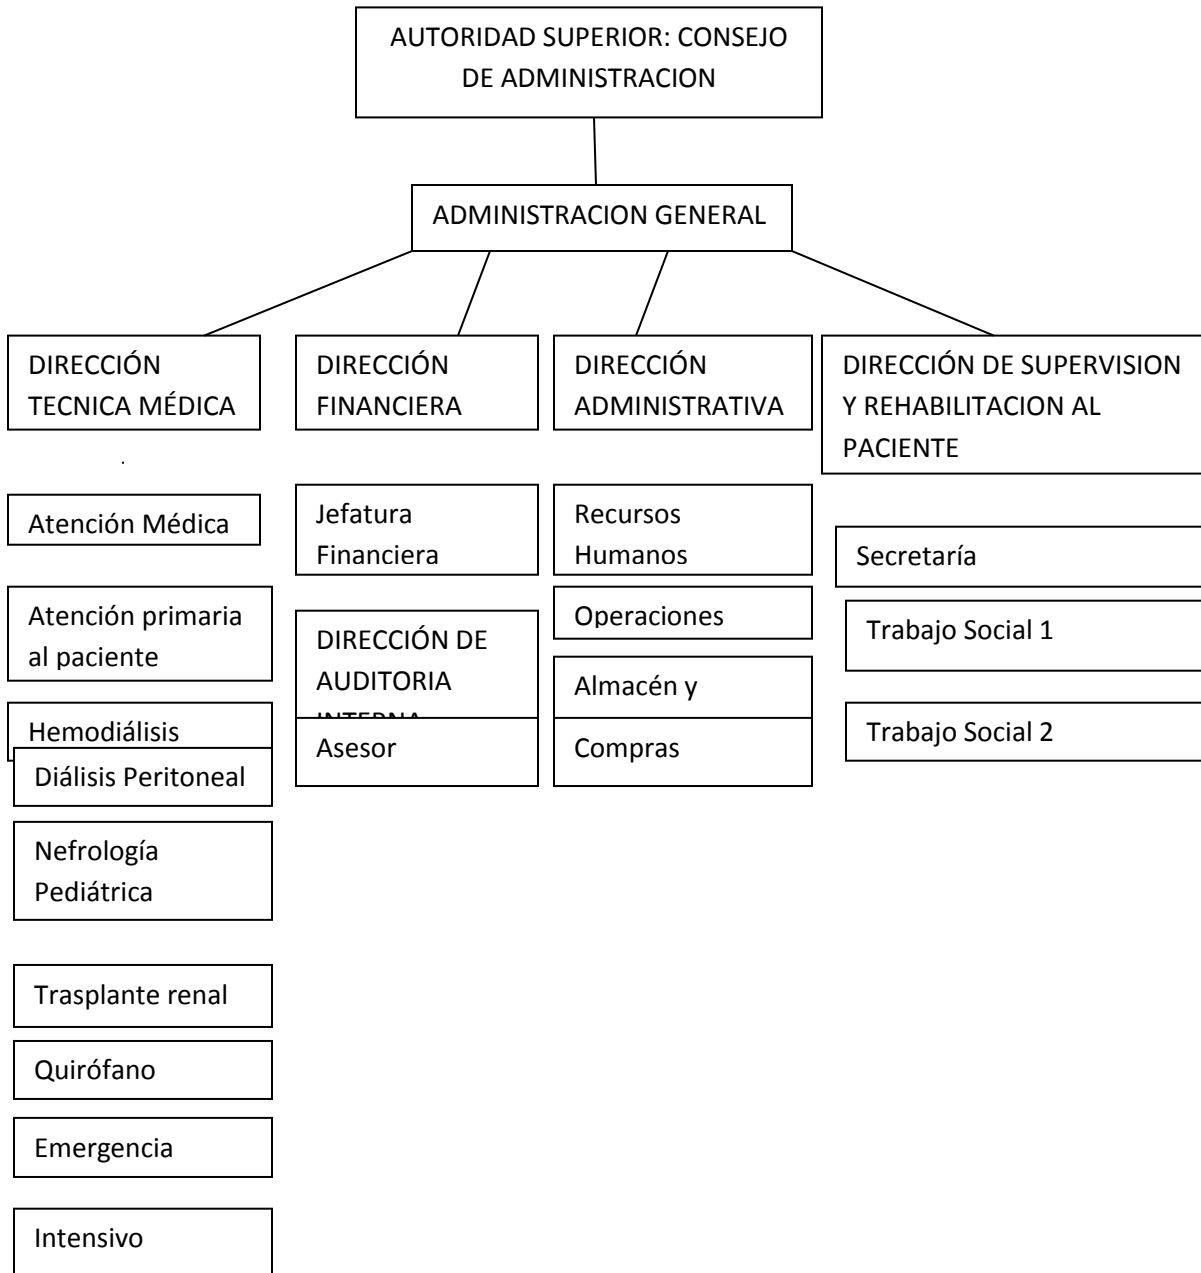 AUTORIDAD SUPERIOR: CONSEJO
DE ADMINISTRACION
ADMINISTRACION GENERAL
DIRECCIÓN
TECNICA MÉDICA
DIRECCIÓN
FINANCIERA
DIRECCIÓN
ADMINISTRATIVA
DIRECCIÓN DE SUPERVISION
Y REHABILITACION AL
PACIENTE
.
Atención Médica
Atención primaria
al paciente
Hemodiálisis
Diálisis Peritoneal
Nefrología
Pediátrica
Trasplante renal
Quirófano
Emergencia
Intensivo
Jefatura
Financiera
DIRECCIÓN DE
AUDITORIA
INTERNA
Asesor
Recursos
Humanos
Operaciones
Almacén y
Compras
Secretaría
Trabajo Social 1
Trabajo Social 2